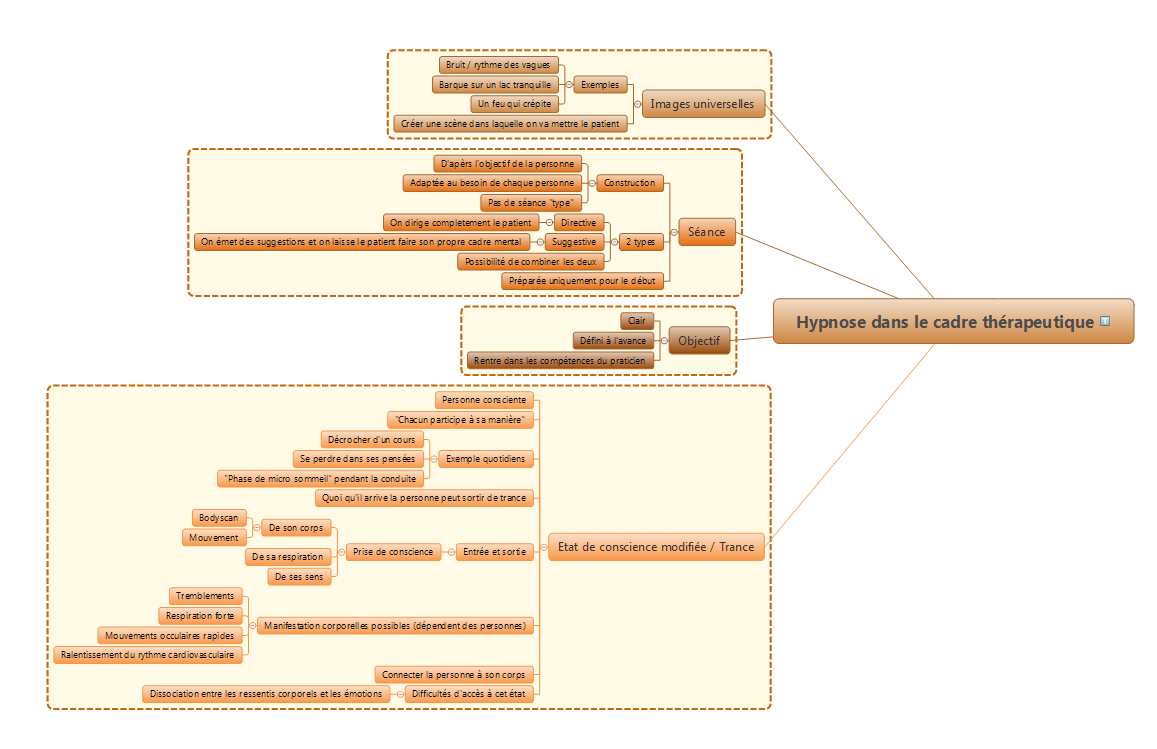 Bruit / rythme des vagues
Barque sur un lac tranquille
Exemples
Un feu qui crépite
Images universelles
Créer une scène dans laquelle on va mettre le patient
D'apèrs l'objectif de la personne
Adaptée au besoin de chaque personne
Construction
Pas de séance "type"
On dirige completement le patient
Directive
Séance
On émet des suggestions et on laisse le patient faire son propre cadre mental
Suggestive
2 types
Possibilité de combiner les deux
Préparée uniquement pour le début
Hypnose dans le cadre thérapeutique
Clair
Défini à l'avance
Objectif
Rentre dans les compétences du praticien
Personne consciente
"Chacun participe à sa manière"
Décrocher d'un cours
Se perdre dans ses pensées
Exemple quotidiens
"Phase de micro sommeil" pendant la conduite
Quoi qu'il arrive la personne peut sortir de trance
Bodyscan
De son corps
Mouvement
Etat de conscience modifiée / Trance
De sa respiration
Prise de conscience
Entrée et sortie
De ses sens
Tremblements
Respiration forte
Manifestation corporelles possibles (dépendent des personnes)
Mouvements occulaires rapides
Ralentissement du rythme cardiovasculaire
Connecter la personne à son corps
Dissociation entre les ressentis corporels et les émotions
Difficultés d'accès à cet état